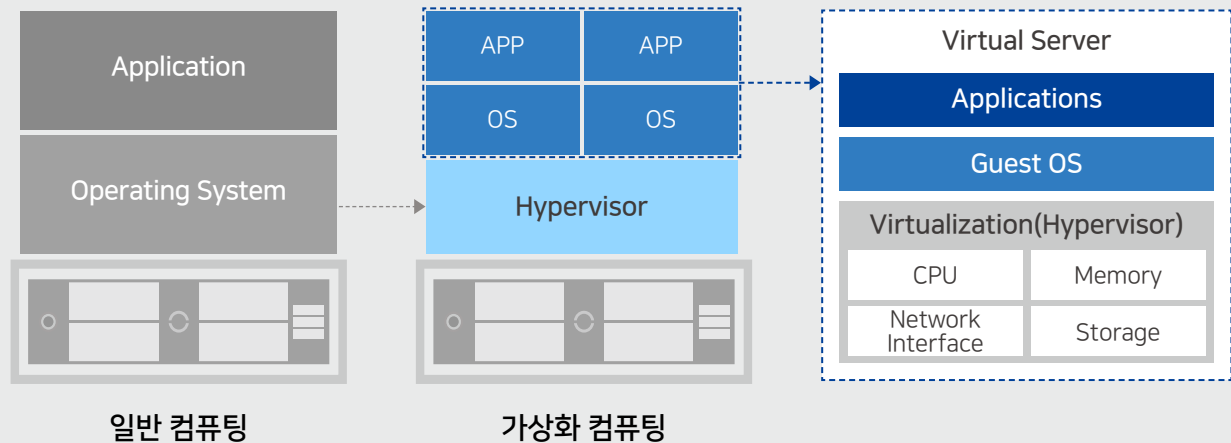 Application
Operating System
일반 컴퓨팅
APP
APP
OS
OS
Hypervisor
가상화 컴퓨팅
Virtual Server
Applications
Guest OS
Virtualization(Hypervisor)
CPU
Memory
Network
Interface
Storage